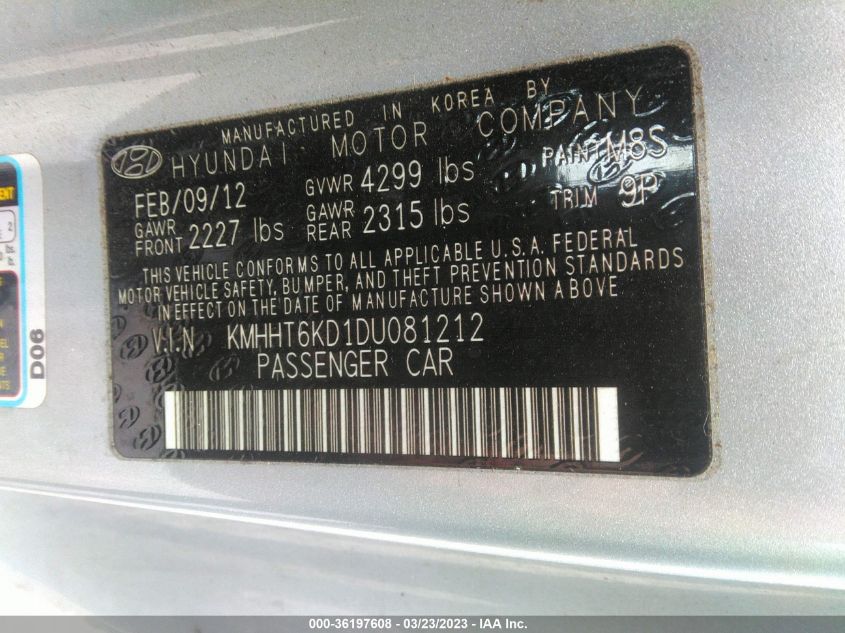 MANUFACTURED IN KOREA BY
HYUNDAI MOTOR COMPANY
FEB/09/12 GVWR 4299 lbs PAINT M8S
GAWR FRONT 2227 lbs GAWR REAR 2315 lbs TRIM 9P
THIS VEHICLE CONFORMS TO ALL APPLICABLE U.S.A. FEDERAL
MOTOR VEHICLE SAFETY, BUMPER, AND THEFT PREVENTION STANDARDS
IN EFFECT ON THE DATE OF MANUFACTURE SHOWN ABOVE
V.I.N KMHHT6KD1DU081212
PASSENGER CAR
D06
000-36197608 - 03/23/2023 - IAA Inc.